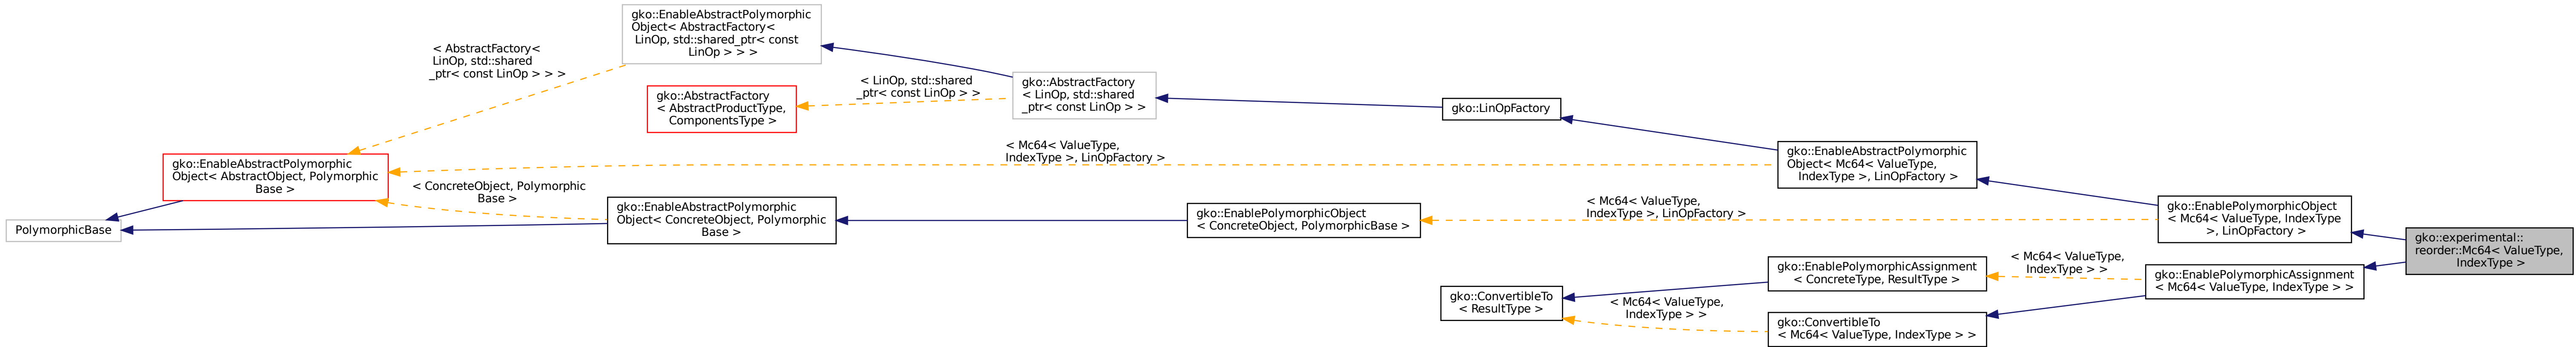 gko::EnableAbstractPolymorphic
Object< AbstractFactory<
LinOp, std::shared_ptr< const
LinOp > > >
< AbstractFactory<
LinOp, std::shared
_ptr< const LinOp > > >
gko::AbstractFactory
< AbstractProductType,
ComponentsType >
< LinOp, std::shared
_ptr< const LinOp > >
gko::AbstractFactory
< LinOp, std::shared
_ptr< const LinOp > >
gko::LinOpFactory
gko::EnableAbstractPolymorphic
Object< AbstractObject, Polymorphic
Base >
< Mc64< ValueType,
IndexType >, LinOpFactory >
gko::EnableAbstractPolymorphic
Object< Mc64< ValueType,
IndexType >, LinOpFactory >
< ConcreteObject, Polymorphic
Base >
PolymorphicBase
gko::EnableAbstractPolymorphic
Object< ConcreteObject, Polymorphic
Base >
gko::EnablePolymorphicObject
< ConcreteObject, PolymorphicBase >
< Mc64< ValueType,
IndexType >, LinOpFactory >
gko::EnablePolymorphicObject
< Mc64< ValueType, IndexType
>, LinOpFactory >
gko::experimental::
reorder::Mc64< ValueType,
IndexType >
gko::EnablePolymorphicAssignment
< ConcreteType, ResultType >
< Mc64< ValueType,
IndexType > >
gko::EnablePolymorphicAssignment
< Mc64< ValueType, IndexType > >
gko::ConvertibleTo
< ResultType >
< Mc64< ValueType,
IndexType > >
gko::ConvertibleTo
< Mc64< ValueType, IndexType > >